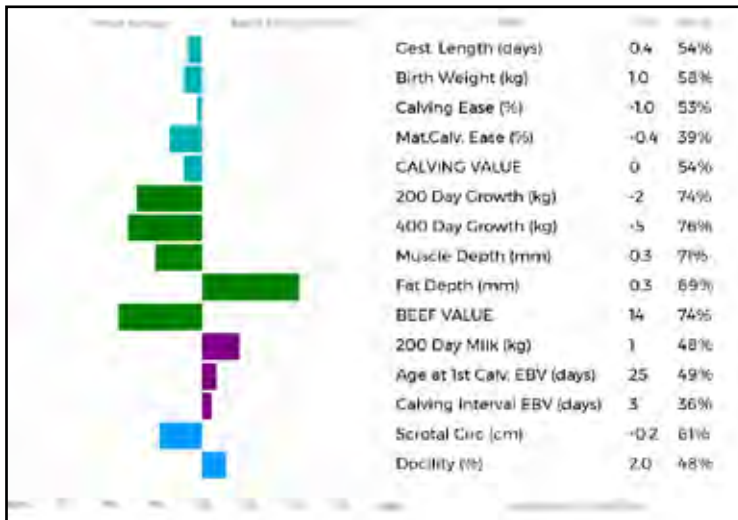 Gest. Length (days) 0.4 54%
Birth Weight (kg) 1.0 58%
Calving Ease (%) -1.0 53%
Mat.Calv. Ease (%) -0.4 39%
CALVING VALUE 0 54%
200 Day Growth (kg) -2 74%
400 Day Growth (kg) -5 76%
Muscle Depth (mm) 0.3 71%
Fat Depth (mm) 0.3 69%
BEEF VALUE 14 74%
200 Day Milk (kg) 1 48%
Age at 1st Calv. EBV (days) 25 49%
Calving Interval EBV (days) 3 36%
Scrotal Circ (cm) -0.2 61%
Docility (%) 2.0 48%